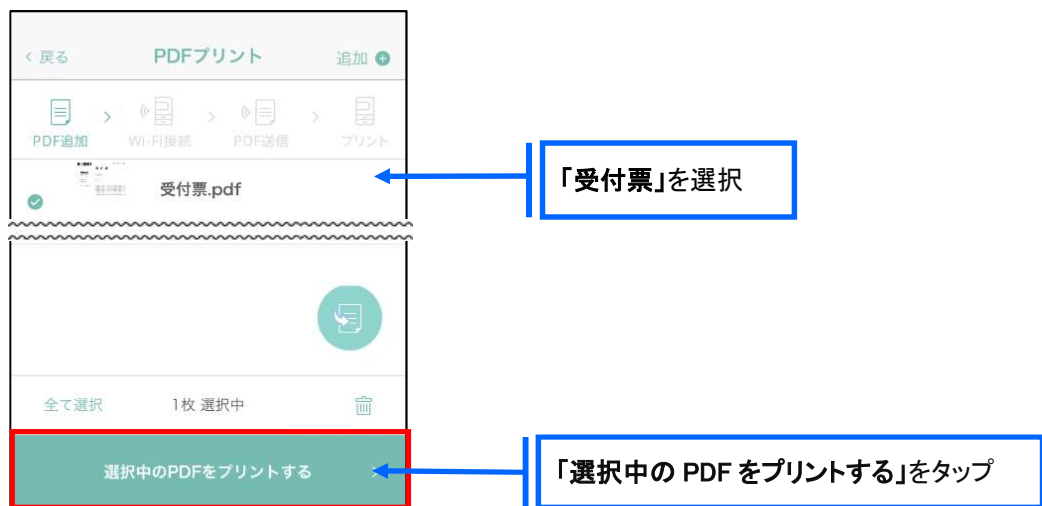 < 戻る PDFプリント 追加
PDF追加 Wi-Fi接続 PDF送信 プリント
受付票.pdf
「受付票」を選択
全て選択 1枚 選択中
選択中のPDFをプリントする >
「選択中の PDF をプリントする」をタップ